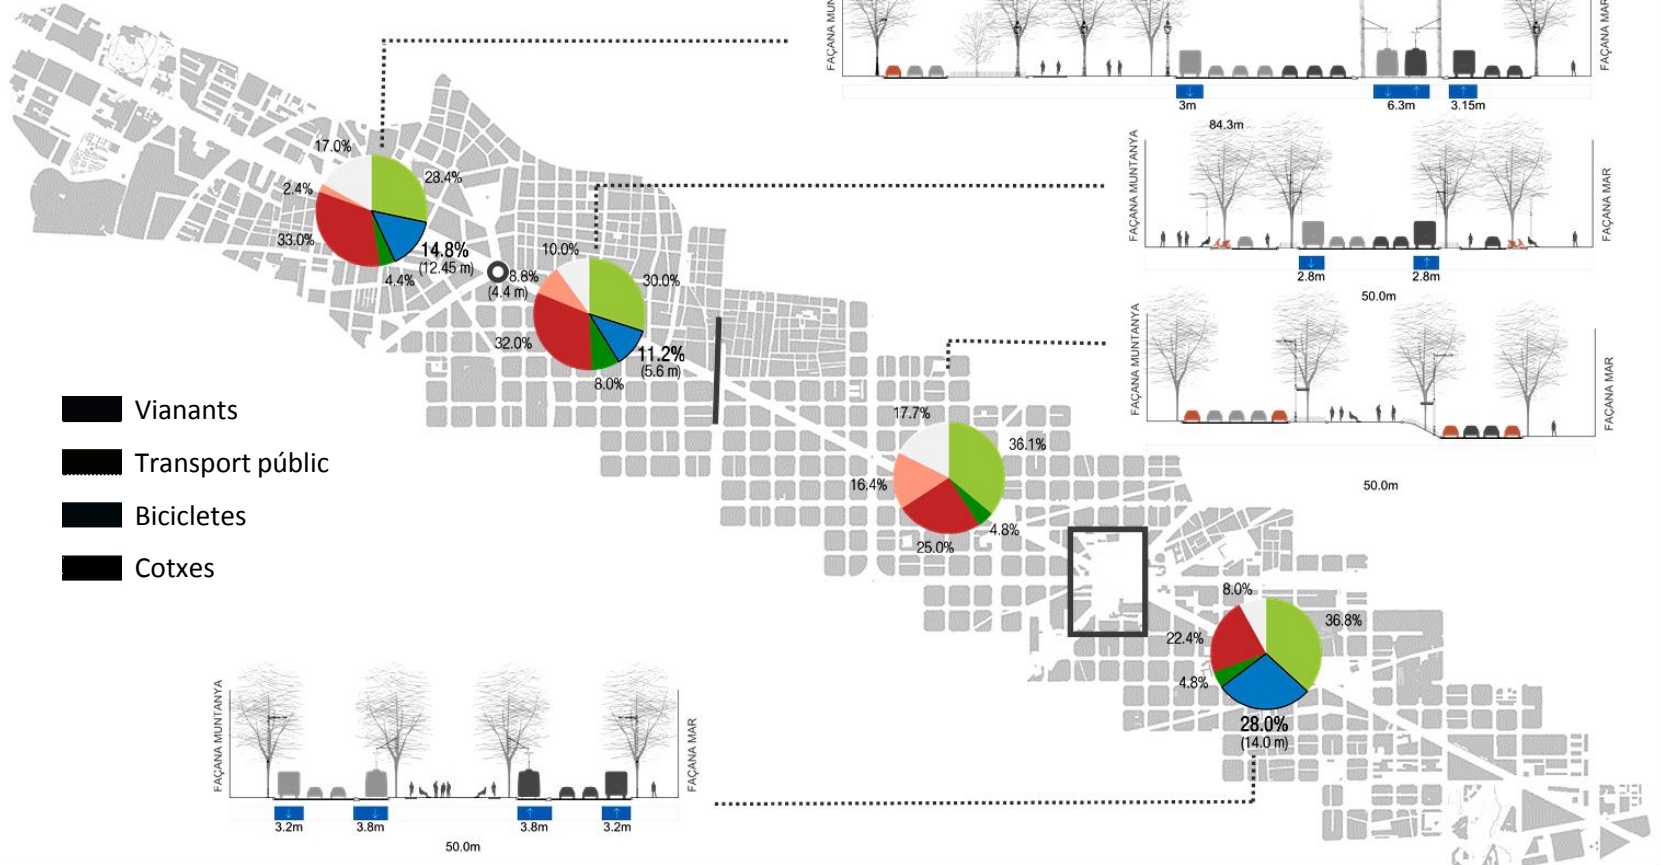 FAÇANA MUN
FAÇANA MAR
3m
6.3m
3.15m
84.3m
FAÇANA MUNTANYA
FAÇANA MAR
2.8m
2.8m
50.0m
FAÇANA MUNTANYA
FAÇANA MAR
50.0m
17.0%
28.4%
2.4%
33.0%
14.8%
(12.45 m)
4.4%
10.0%
8.8%
(4.4 m)
30.0%
32.0%
11.2%
(5.6 m)
8.0%
17.7%
36.1%
16.4%
4.8%
25.0%
Vianants
Transport públic
Bicicletes
Cotxes
8.0%
36.8%
22.4%
4.8%
28.0%
(14.0 m)
FAÇANA MUNTANYA
FAÇANA MAR
3.2m
3.8m
3.8m
3.2m
50.0m